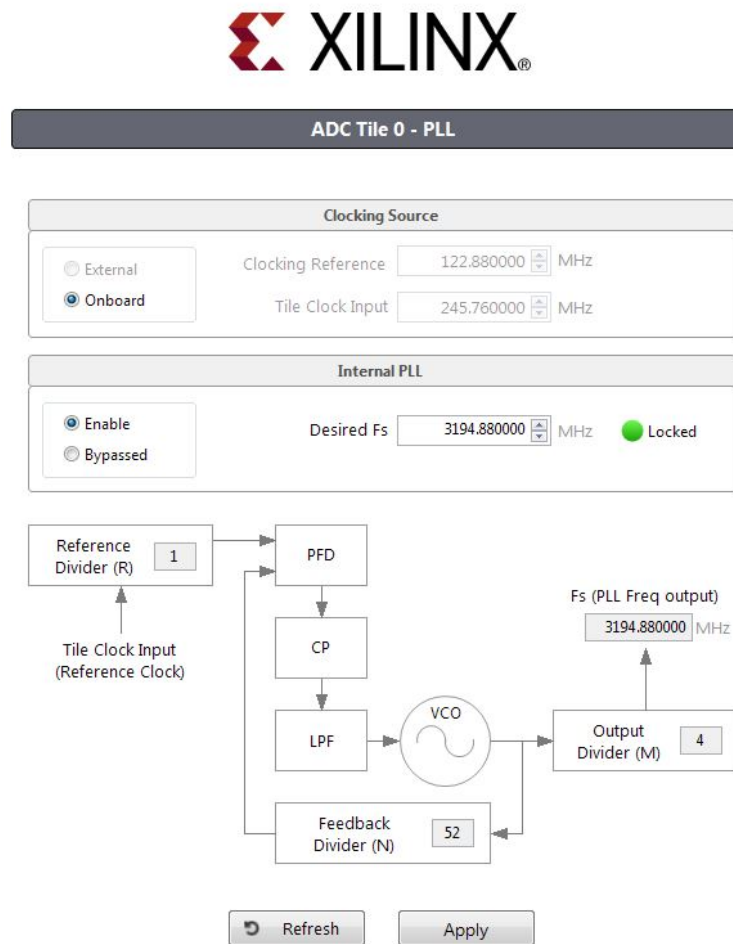 XILINX®
ADC Tile 0 - PLL
Clocking Source
External
Onboard
Clocking Reference 122.880000 MHz
Tile Clock Input 245.760000 MHz
Internal PLL
Enable
Bypassed
Desired Fs 3194.880000 MHz Locked
Reference
Divider (R) 1
PFD
Tile Clock Input
(Reference Clock)
CP
Fs (PLL Freq output)
3194.880000 MHz
LPF
VCO
Output
Divider (M) 4
Feedback
Divider (N) 52
Refresh
Apply